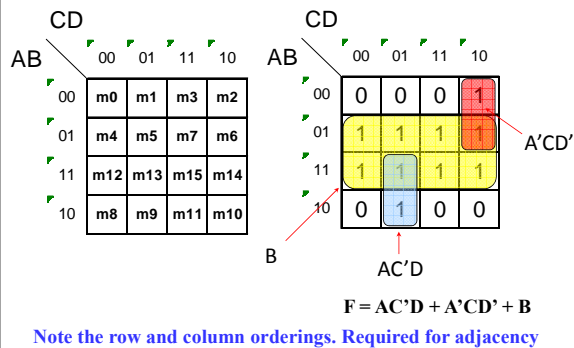 CD
AB
00 01 11 10
00 m0 m1 m3 m2
01 m4 m5 m7 m6
11 m12 m13 m15 m14
10 m8 m9 m11 m10
CD
AB
00 01 11 10
00 0 0 0 1
01 1 1 1 1
11 1 1 1 1
10 0 1 0 0
A'CD'
B
AC'D
F = AC'D + A'CD' + B
Note the row and column orderings. Required for adjacency